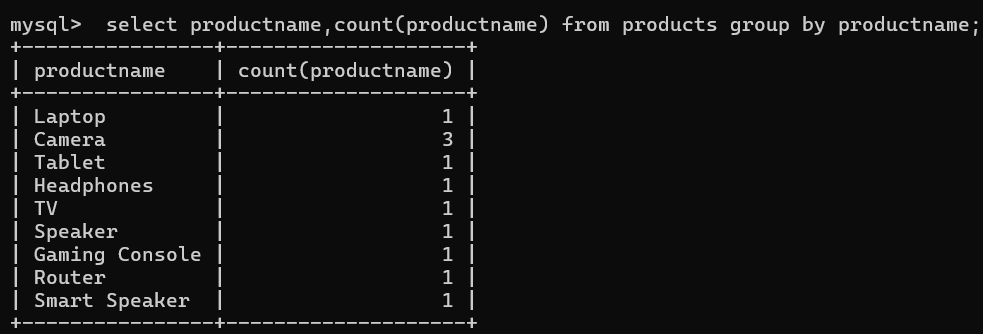 mysql>  select productname,count(productname) from products group by productname;
+----------------+--------------------+
| productname    | count(productname) |
+----------------+--------------------+
| Laptop         |                  1 |
| Camera         |                  3 |
| Tablet         |                  1 |
| Headphones     |                  1 |
| TV             |                  1 |
| Speaker        |                  1 |
| Gaming Console |                  1 |
| Router         |                  1 |
| Smart Speaker  |                  1 |
+----------------+--------------------+